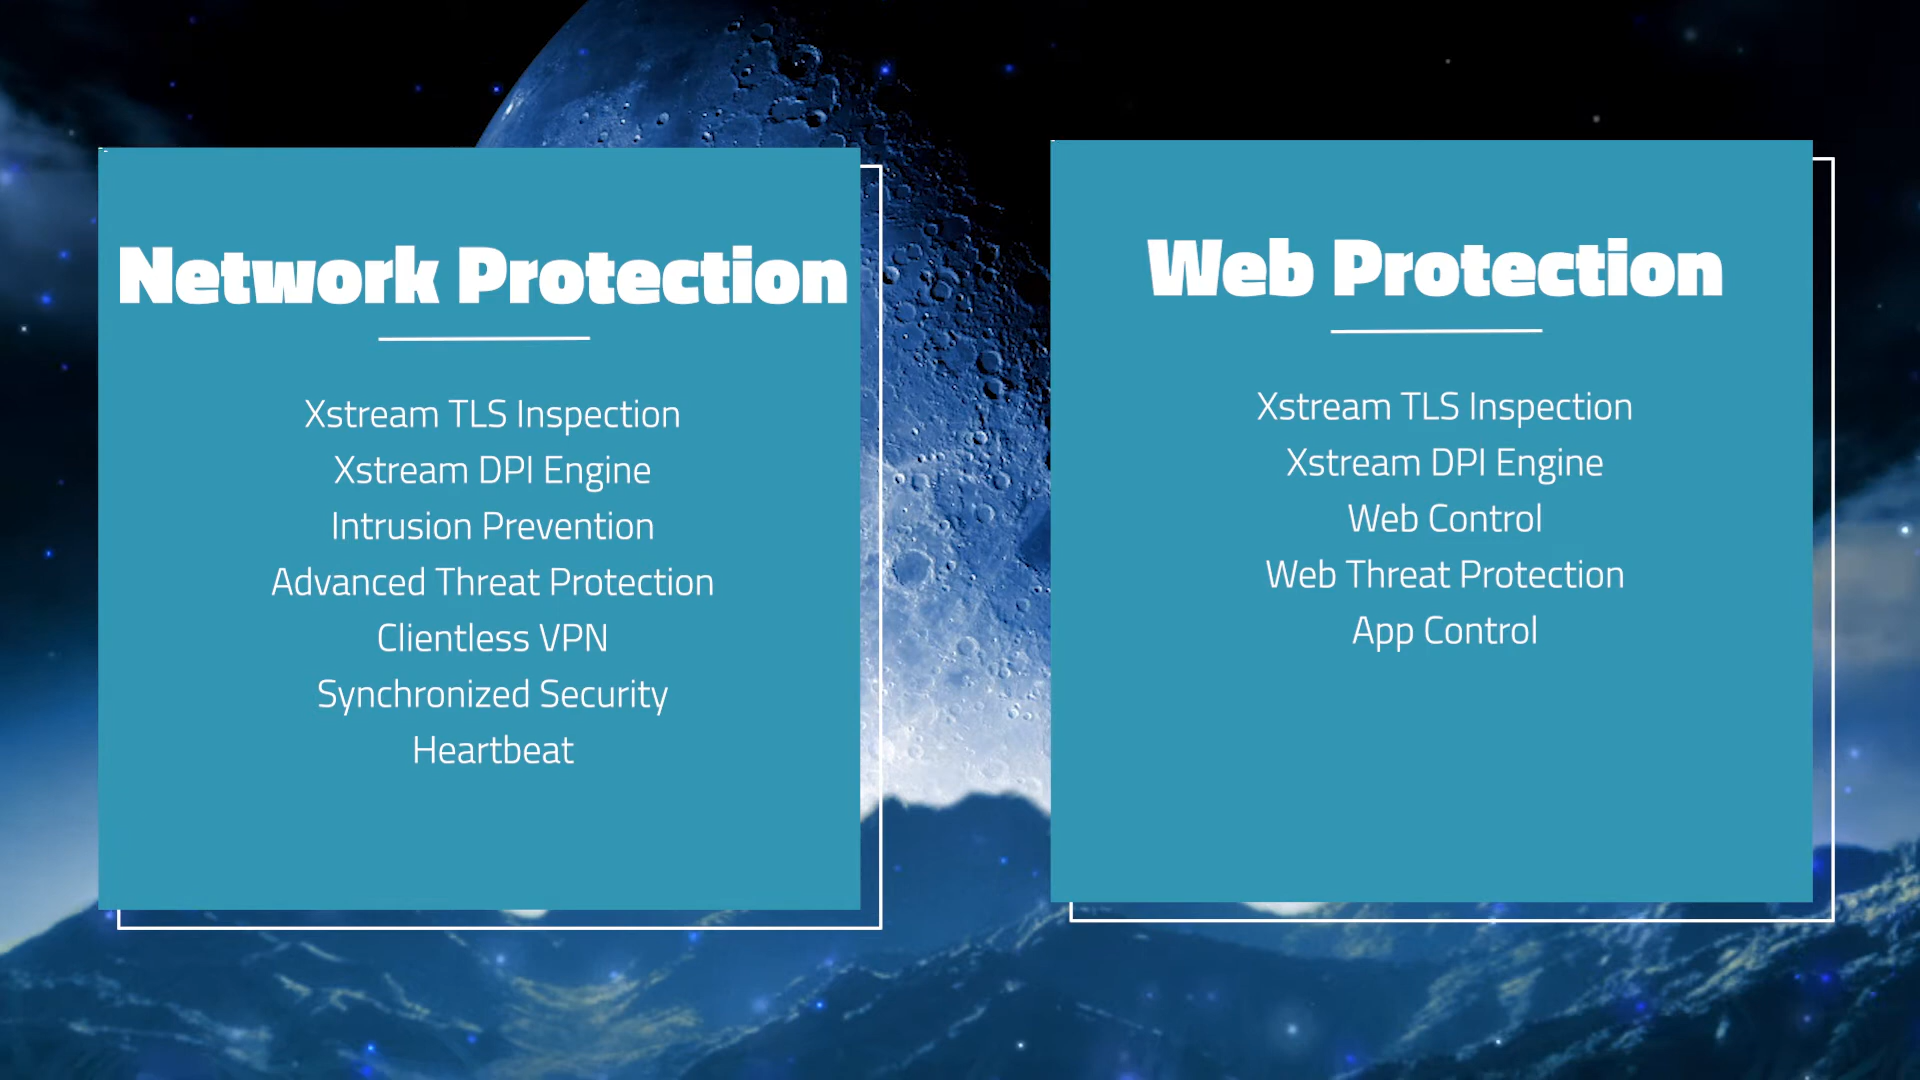 Network Protection
Xstream TLS Inspection
Xstream DPI Engine
Intrusion Prevention
Advanced Threat Protection
Clientless VPN
Synchronized Security
Heartbeat
Web Protection
Xstream TLS Inspection
Xstream DPI Engine
Web Control
Web Threat Protection
App Control